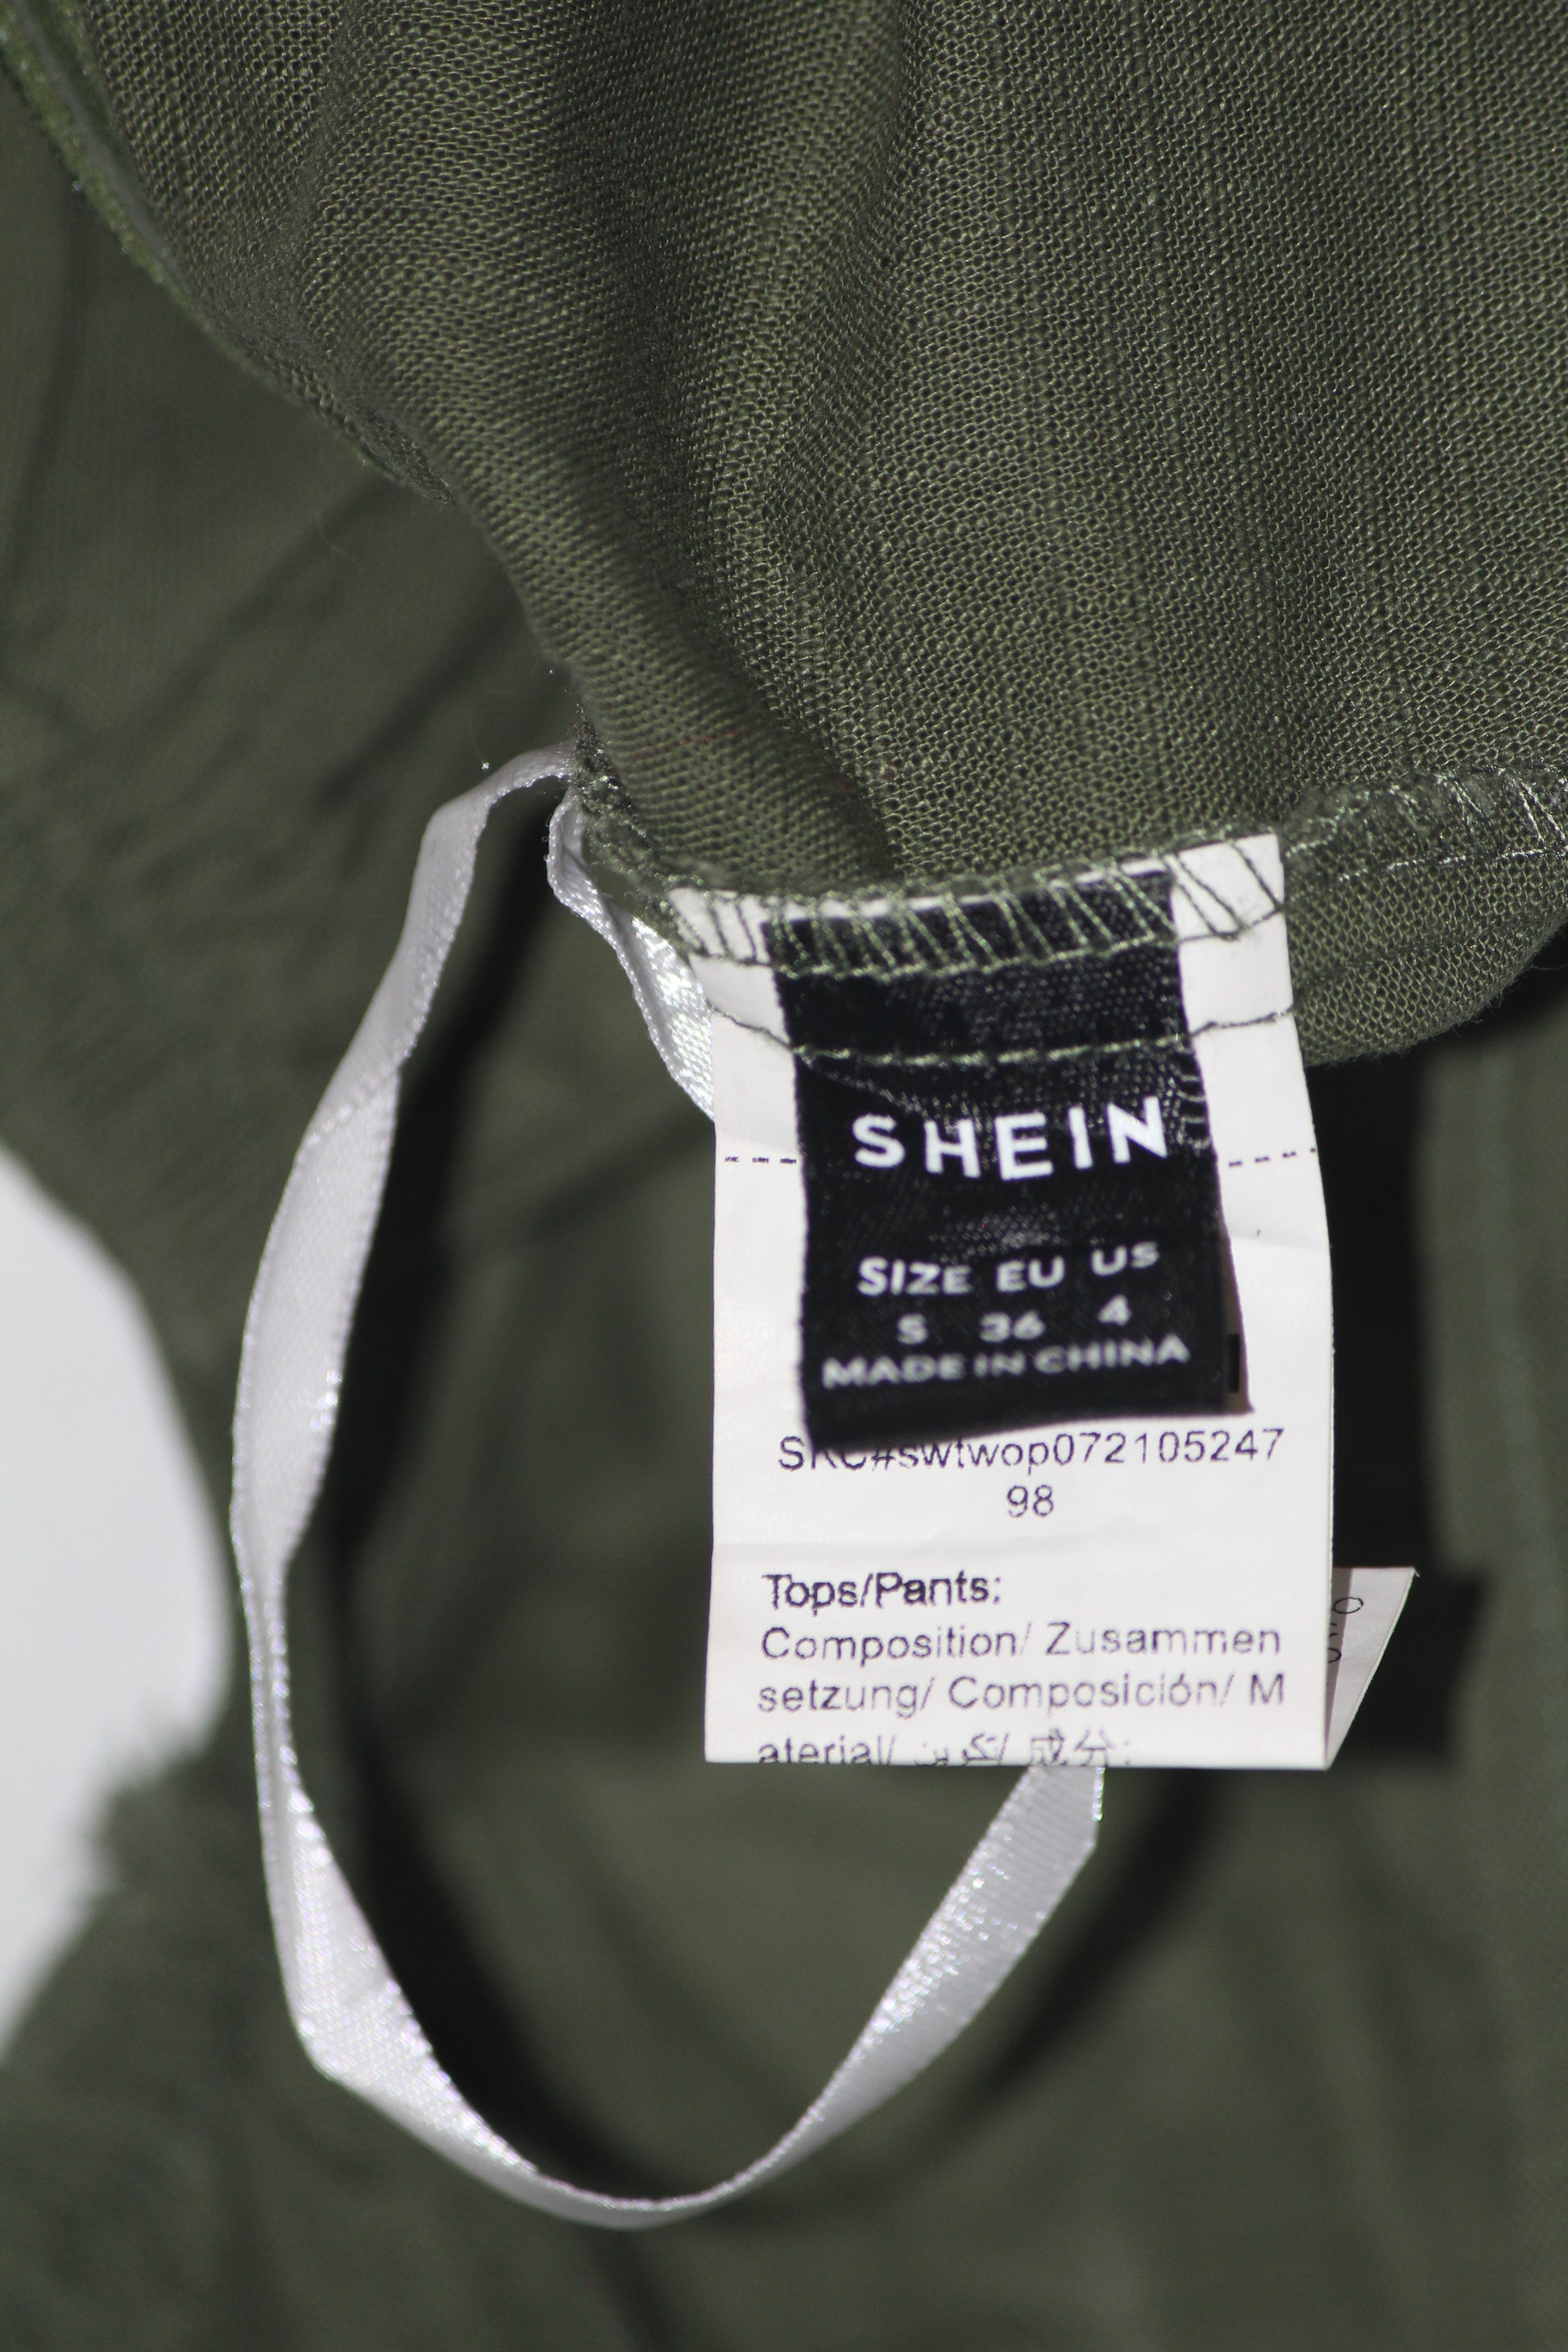 SHEIN
SIZE EU US
S 36 4
MADE IN CHINA
SKC#swtwop072105247
98
Tops/Pants:
Composition/ Zusammen
setzung/ Composición/ M
aterial/ تكوين/ 成分: